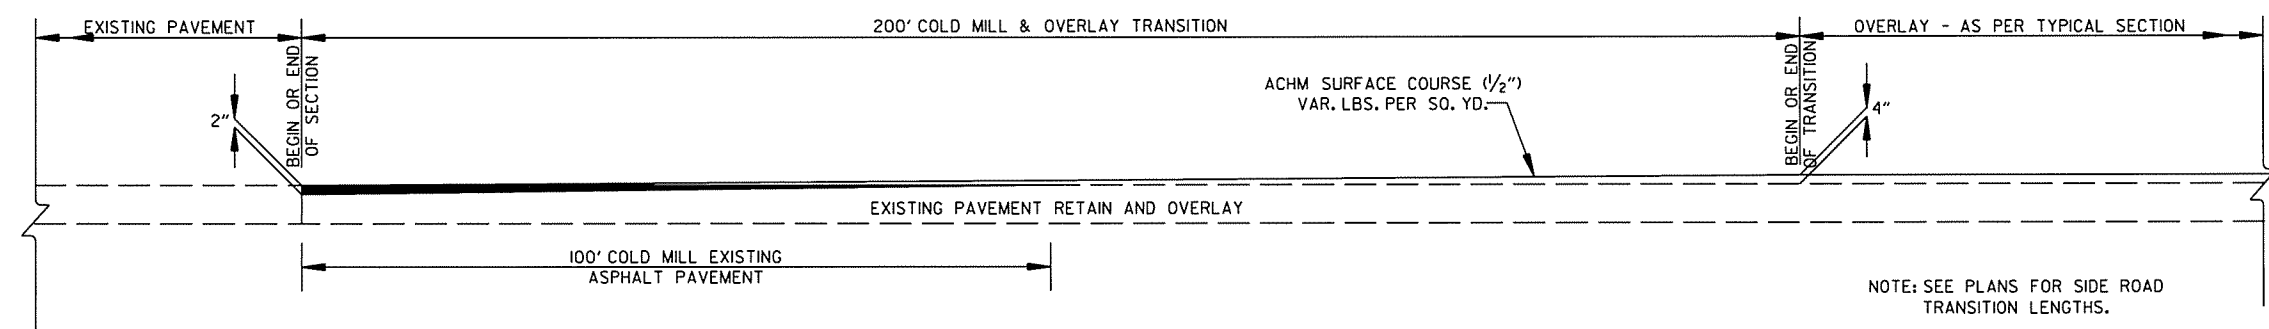 EXISTING PAVEMENT
200' COLD MILL & OVERLAY TRANSITION
OVERLAY - AS PER TYPICAL SECTION
BEGIN OR END
OF SECTION
2"
ACHM SURFACE COURSE (1/2")
VAR. LBS. PER SQ. YD.
BEGIN OR END
OF TRANSITION
4"
EXISTING PAVEMENT RETAIN AND OVERLAY
100' COLD MILL EXISTING
ASPHALT PAVEMENT
NOTE: SEE PLANS FOR SIDE ROAD
TRANSITION LENGTHS.